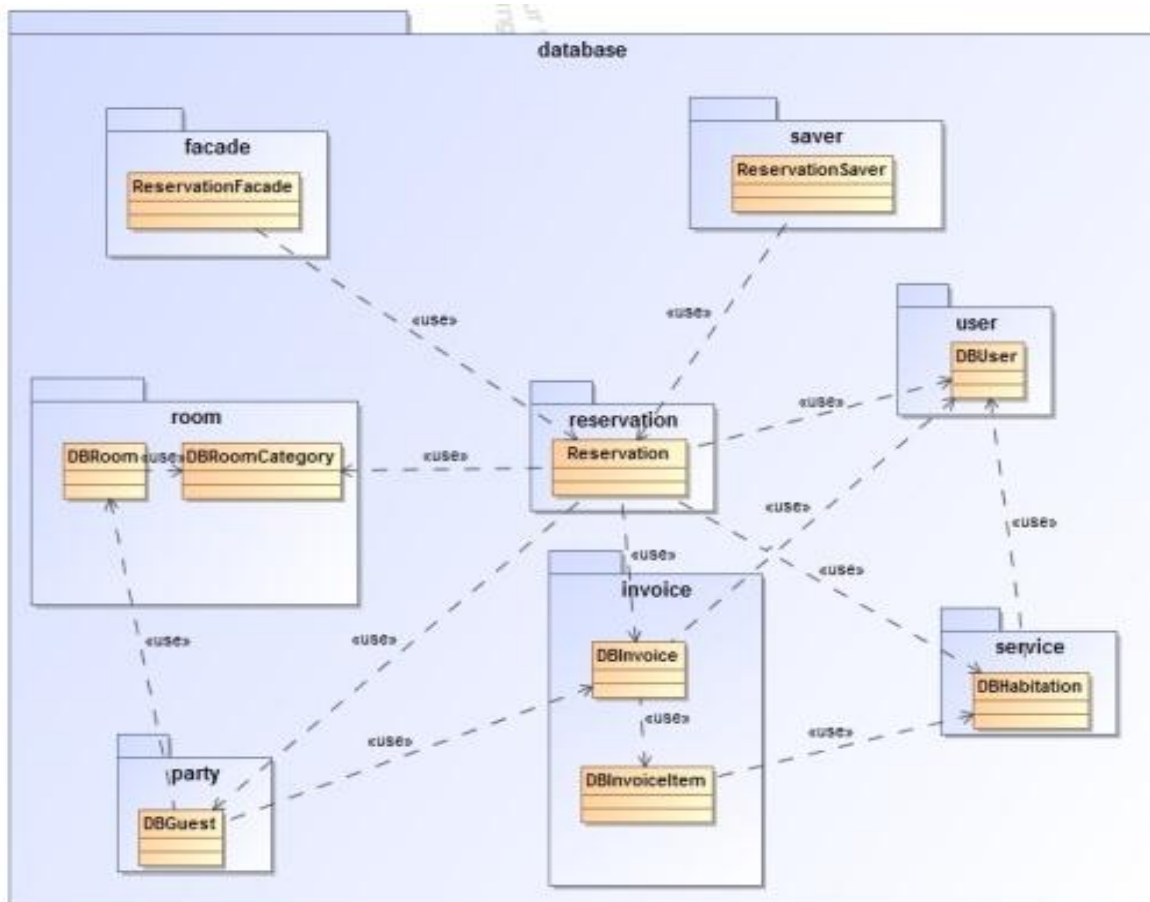 database
facade
ReservationFacade
saver
ReservationSaver
«use»
«use»
user
DBUser
room
DBRoom
«use»
DBRoomCategory
«use»
reservation
Reservation
«use»
«use»
«use»
«use»
«use»
«use»
«use»
invoice
DBInvoice
«use»
DBInvoiceItem
service
DBHabitation
«use»
«use»
party
DBGuest